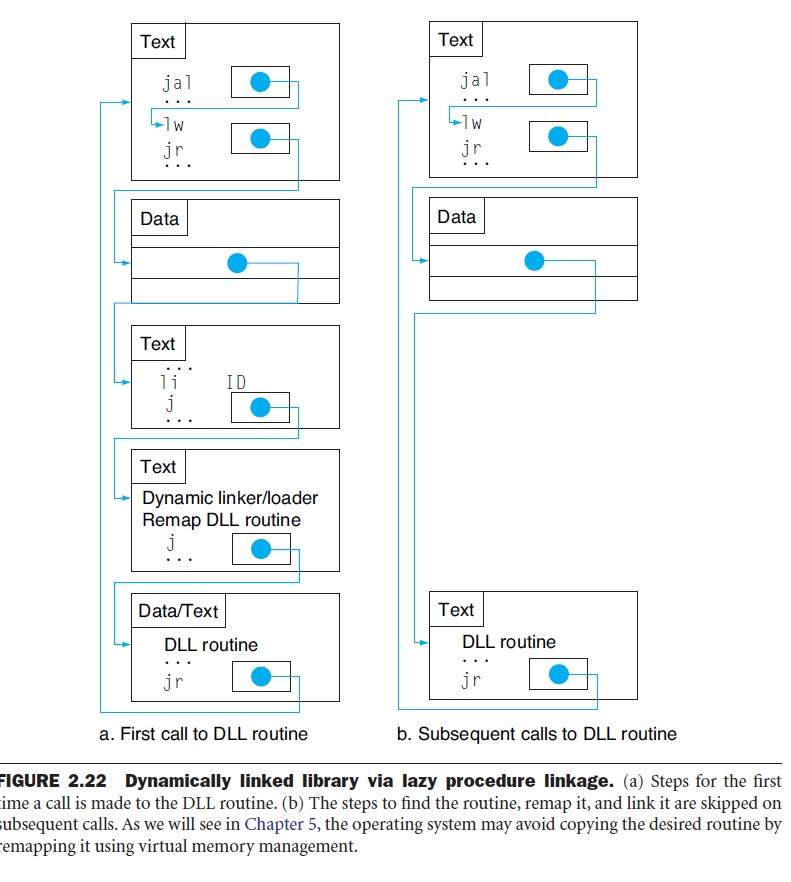 Text
jal
...
lw
jr
...
Data
Text
...
li ID
j
...
Text
Dynamic linker/loader
Remap DLL routine
j
...
Data/Text
DLL routine
...
jr
a. First call to DLL routine
Text
jal
...
lw
jr
...
Data
Text
DLL routine
...
jr
b. Subsequent calls to DLL routine
FIGURE 2.22 Dynamically linked library via lazy procedure linkage. (a) Steps for the first
time a call is made to the DLL routine. (b) The steps to find the routine, remap it, and link it are skipped on
subsequent calls. As we will see in Chapter 5, the operating system may avoid copying the desired routine by
remapping it using virtual memory management.